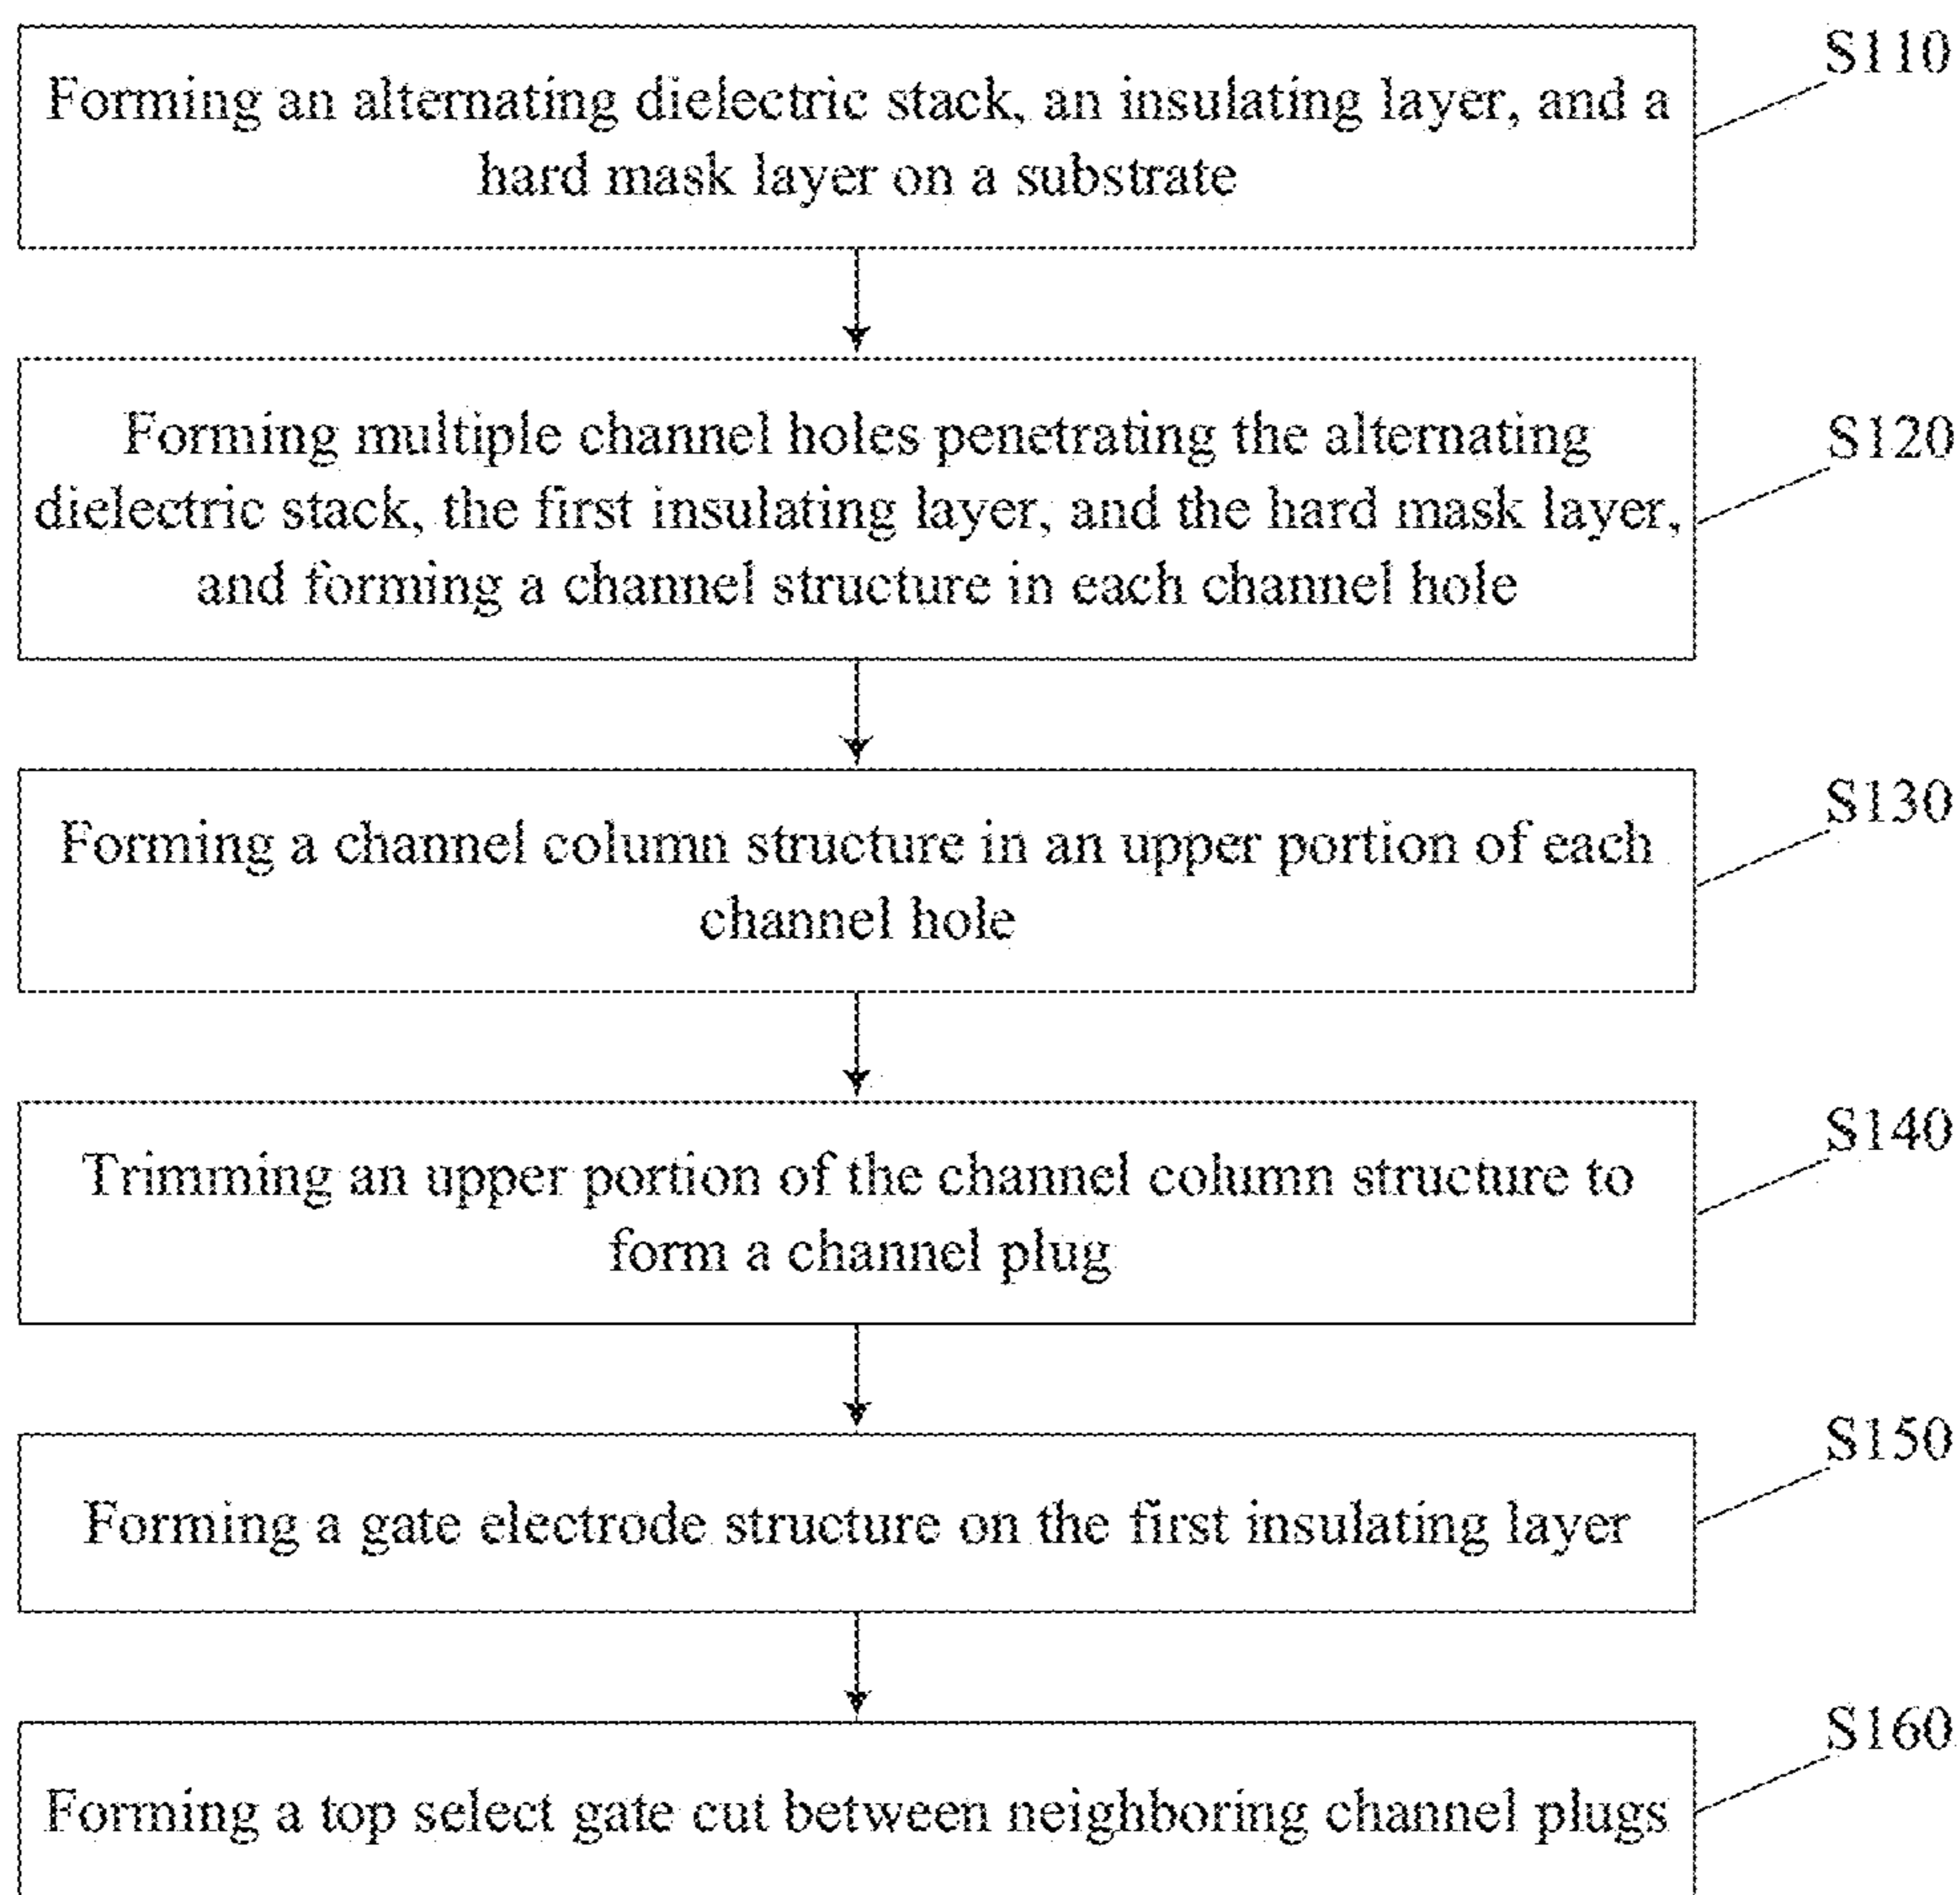 S110
Forming an alternating dielectric stack, an insulating layer, and a
hard mask layer on a substrate
S120
Forming multiple channel holes penetrating the alternating
dielectric stack, the first insulating layer, and the hard mask layer,
and forming a channel structure in each channel hole
S130
Forming a channel column structure in an upper portion of each
channel hole
S140
Trimming an upper portion of the channel column structure to
form a channel plug
S150
Forming a gate electrode structure on the first insulating layer
S160
Forming a top select gate cut between neighboring channel plugs